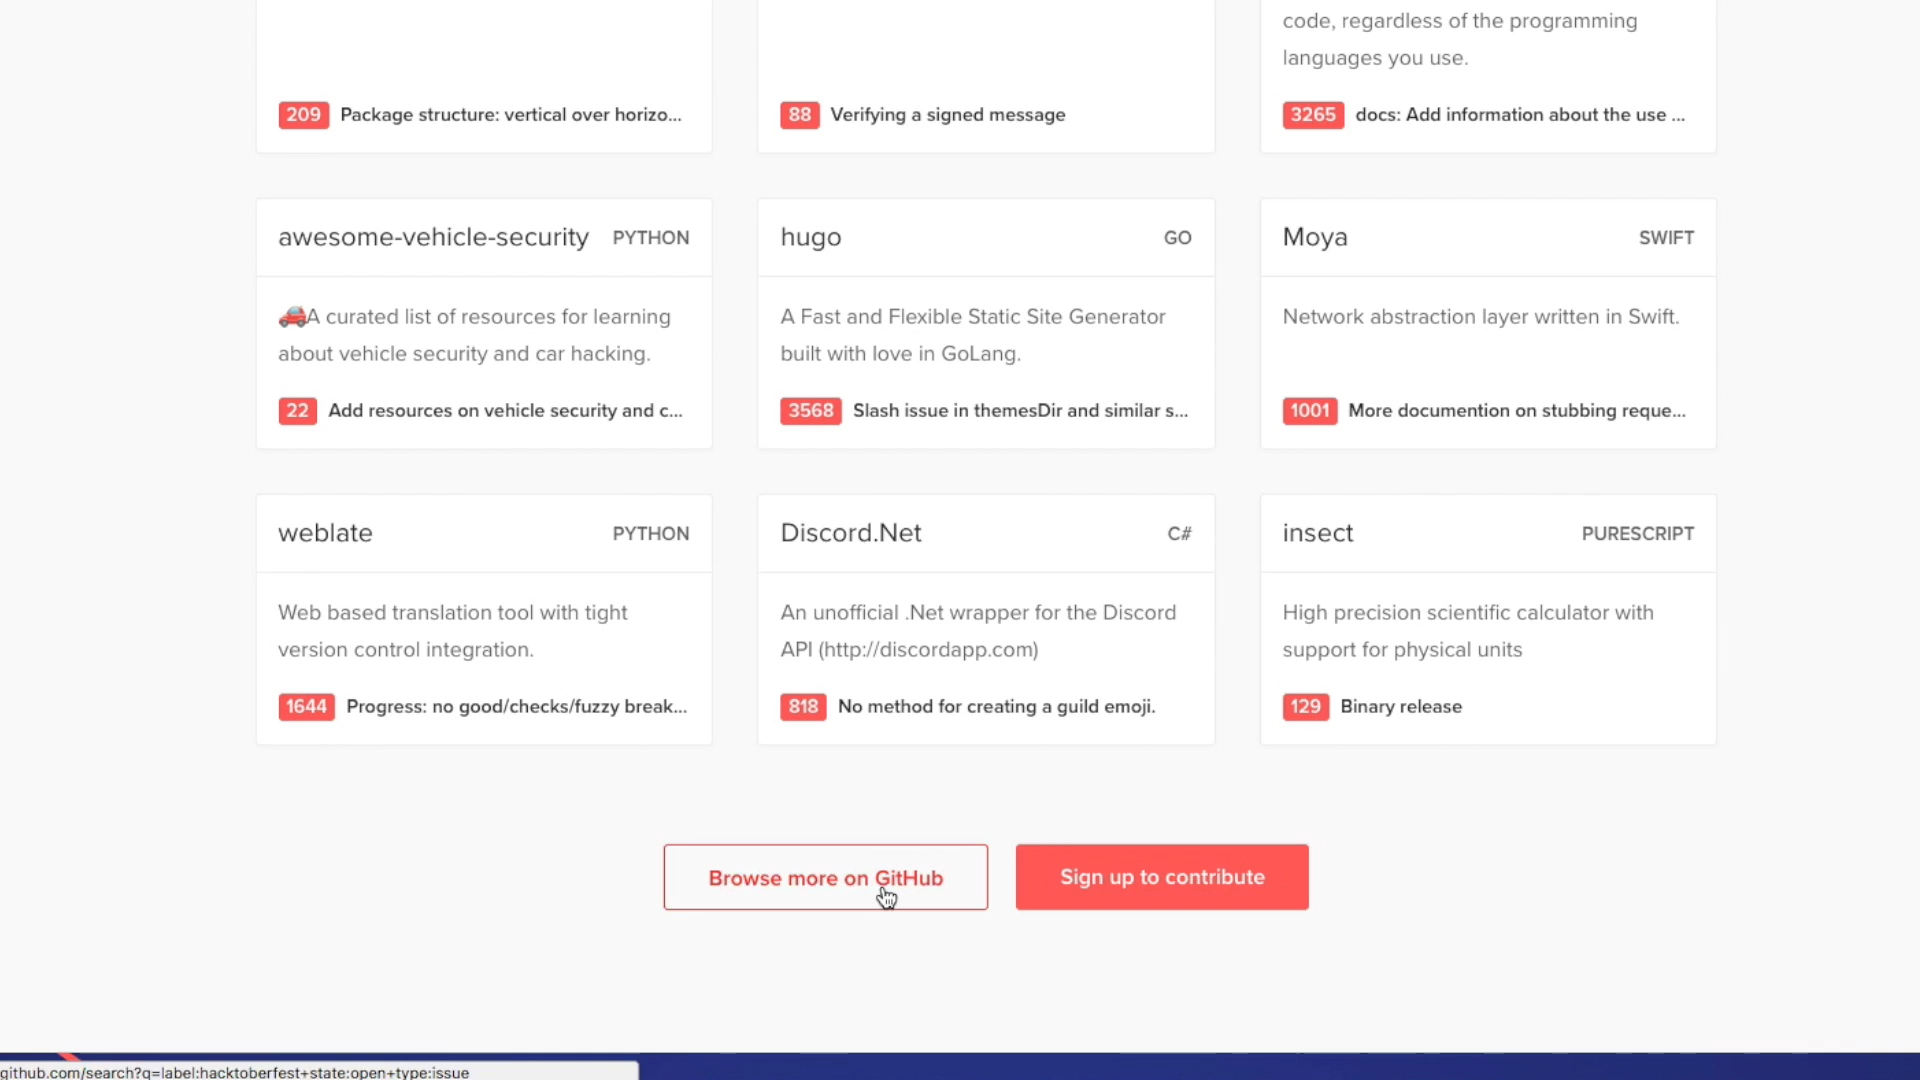 code, regardless of the programming
languages you use.
209 Package structure: vertical over horizo...
88 Verifying a signed message
3265 docs: Add information about the use ...
awesome-vehicle-security PYTHON
🚗A curated list of resources for learning
about vehicle security and car hacking.
22 Add resources on vehicle security and c...
hugo GO
A Fast and Flexible Static Site Generator
built with love in GoLang.
3568 Slash issue in themesDir and similar s...
Moya SWIFT
Network abstraction layer written in Swift.
1001 More documention on stubbing reque...
weblate PYTHON
Web based translation tool with tight
version control integration.
1644 Progress: no good/checks/fuzzy break...
Discord.Net C#
An unofficial .Net wrapper for the Discord
API (http://discordapp.com)
818 No method for creating a guild emoji.
insect PURESCRIPT
High precision scientific calculator with
support for physical units
129 Binary release
Browse more on GitHub
Sign up to contribute
github.com/search?q=label:hacktoberfest+state:open+type:issue